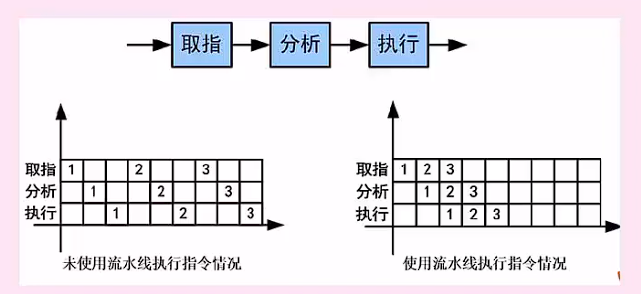 取指 分析 执行
取指 1 2 3
分析 1 2 3
执行 1 2 3
未使用流水线执行指令情况
取指 1 2 3
分析 1 2 3
执行 1 2 3
使用流水线执行指令情况